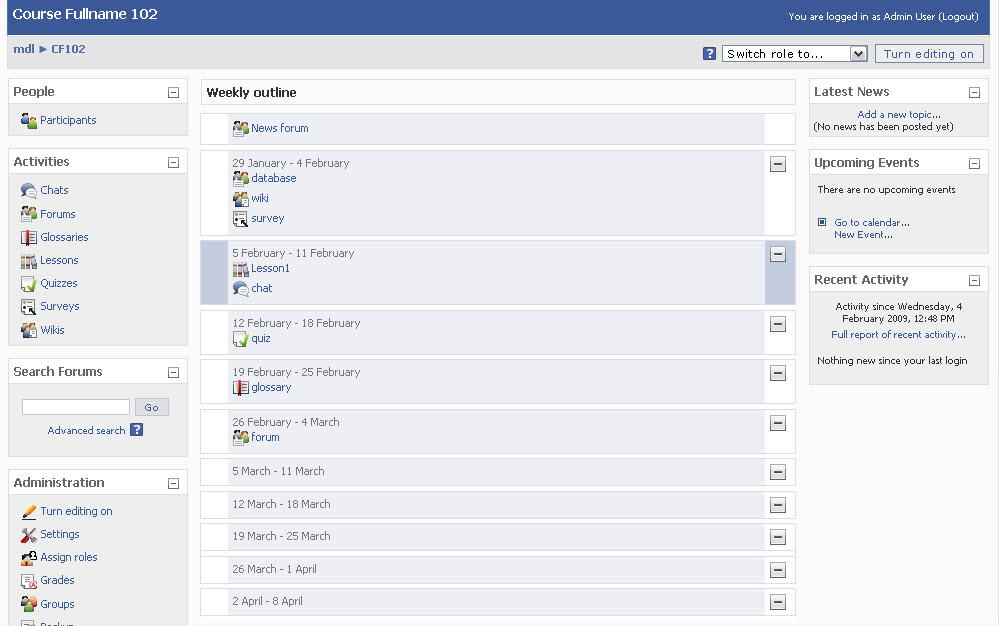 Course Fullname 102
You are logged in as Admin User (Logout)
mdl ► CF102
? Switch role to... Turn editing on
People
Participants
Activities
Chats
Forums
Glossaries
Lessons
Quizzes
Surveys
Wikis
Search Forums
Go
Advanced search ?
Administration
Turn editing on
Settings
Assign roles
Grades
Groups
Backup
Weekly outline
News forum
29 January - 4 February
database
wiki
survey
5 February - 11 February
Lesson1
chat
12 February - 18 February
quiz
19 February - 25 February
glossary
26 February - 4 March
forum
5 March - 11 March
12 March - 18 March
19 March - 25 March
26 March - 1 April
2 April - 8 April
Latest News
Add a new topic...
(No news has been posted yet)
Upcoming Events
There are no upcoming events
Go to calendar...
New Event...
Recent Activity
Activity since Wednesday, 4
February 2009, 12:48 PM
Full report of recent activity...
Nothing new since your last login